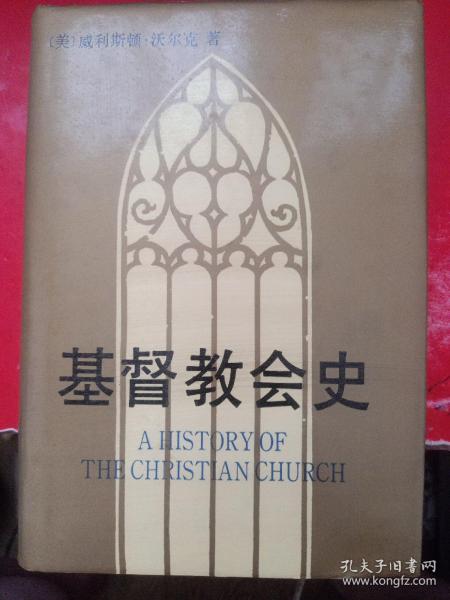 〔美〕威利斯顿·沃尔克 著
基督教会史
A HISTORY OF
THE CHRISTIAN CHURCH
孔夫子旧书网
www.kongfz.com